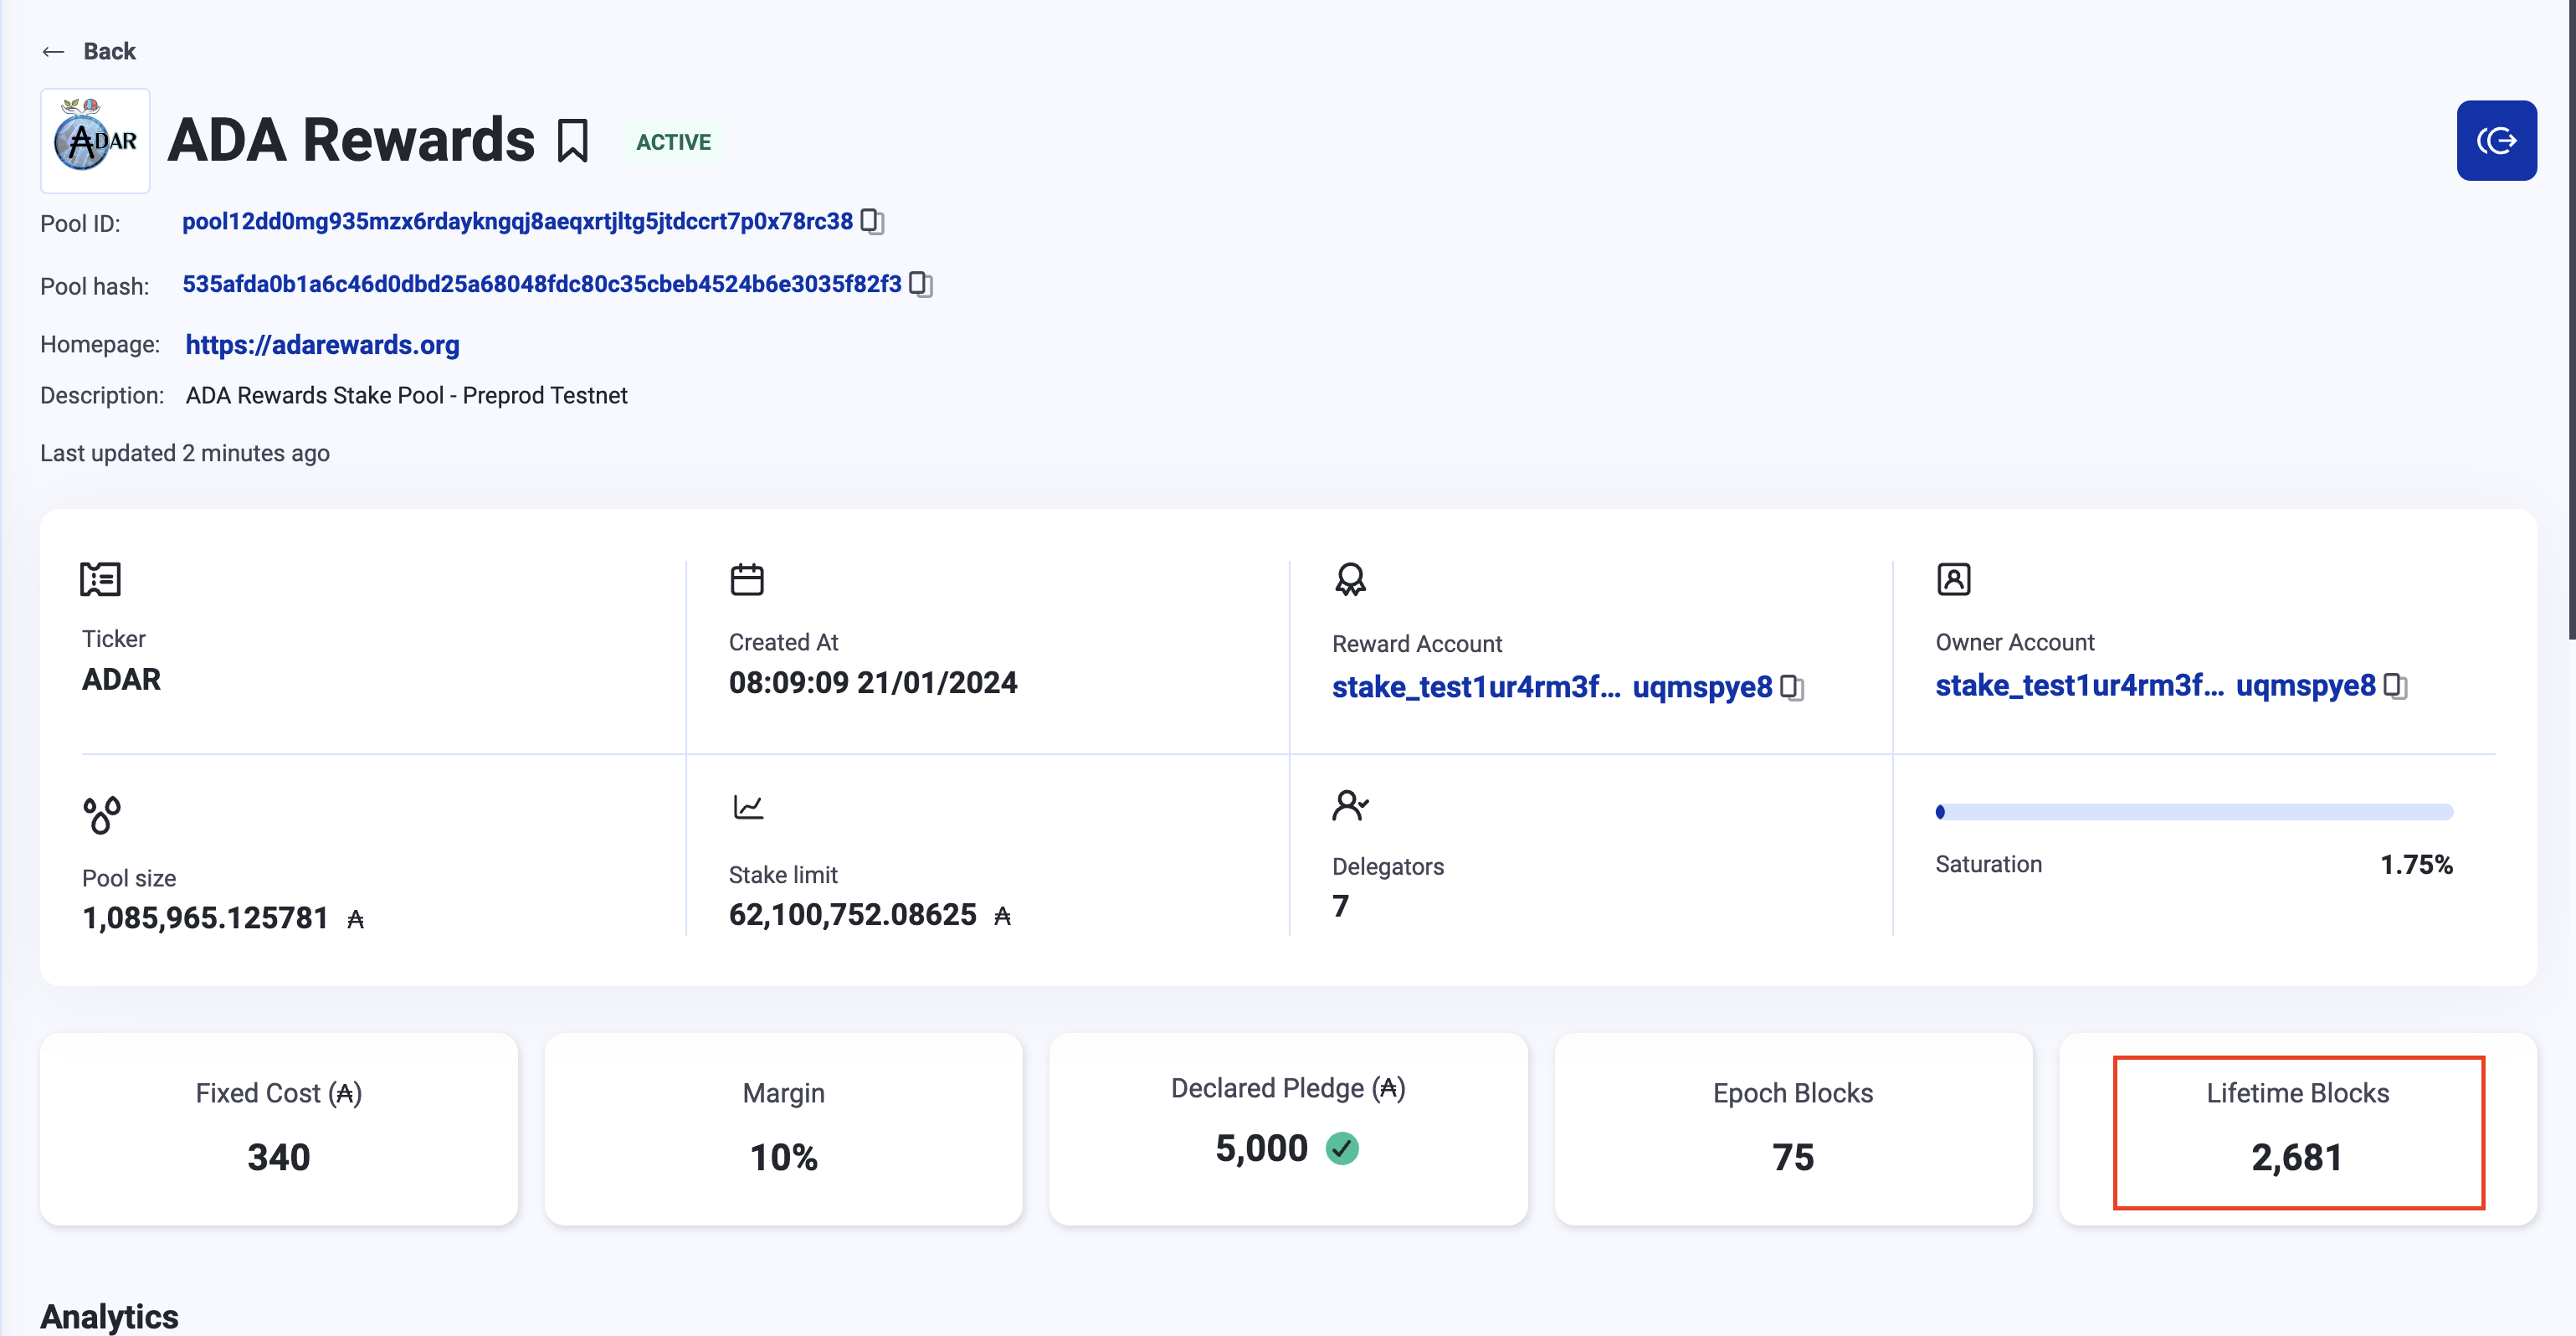 ← Back
ADAR
ADA Rewards
ACTIVE
Pool ID: pool12dd0mg935mzx6rdaykngqj8aeqxrtjltg5jtdccrt7p0x78rc38
Pool hash: 535afda0b1a6c46d0dbd25a68048fdc80c35cbeb4524b6e3035f82f3
Homepage: https://adarewards.org
Description: ADA Rewards Stake Pool - Preprod Testnet
Last updated 2 minutes ago
Ticker
ADAR
Created At
08:09:09 21/01/2024
Reward Account
stake_test1ur4rm3f... uqmspye8
Owner Account
stake_test1ur4rm3f... uqmspye8
Pool size
1,085,965.125781 ₳
Stake limit
62,100,752.08625 ₳
Delegators
7
Saturation 1.75%
Fixed Cost (₳)
340
Margin
10%
Declared Pledge (₳)
5,000
Epoch Blocks
75
Lifetime Blocks
2,681
Analytics